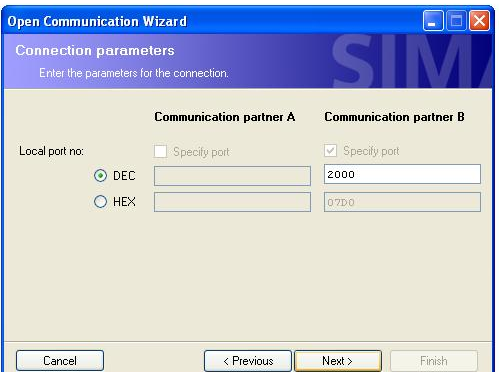 Open Communication Wizard
Connection parameters
Enter the parameters for the connection.
SIMA
Communication partner A Communication partner B
Local port no: Specify port Specify port
DEC 2000
HEX 07D0
Cancel < Previous Next > Finish